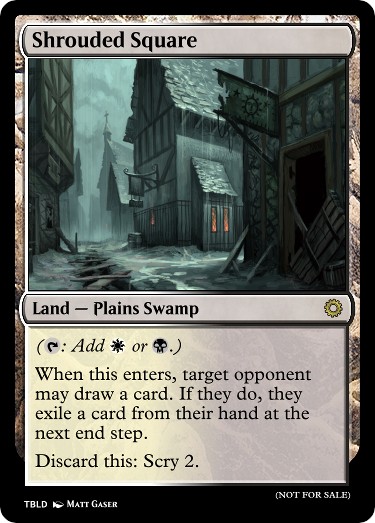 Shrouded Square
Land — Plains Swamp
(: Add or .)
When this enters, target opponent
may draw a card. If they do, they
exile a card from their hand at the
next end step.
Discard this: Scry 2.
TBLD Matt Gaser
(NOT FOR SALE)